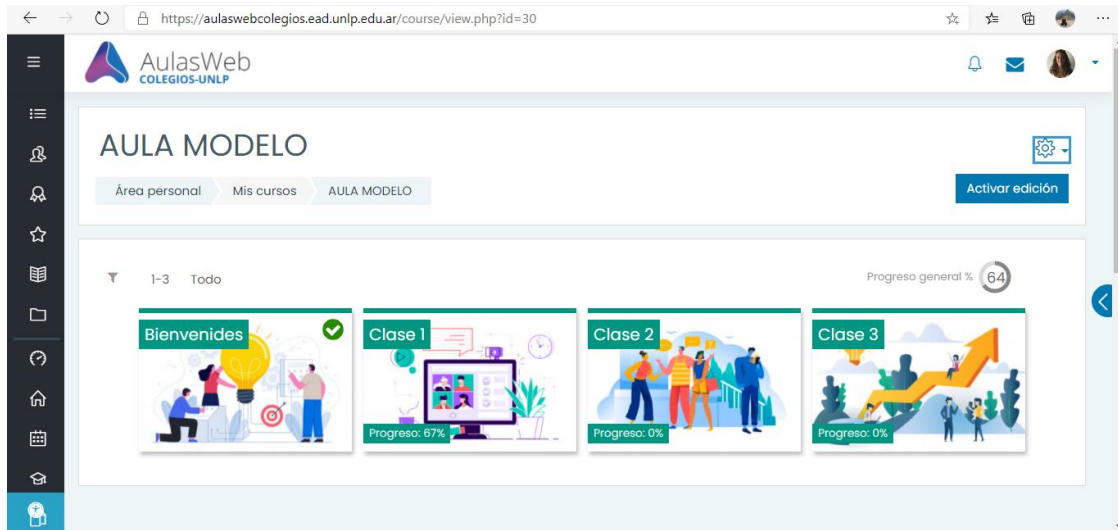 https://aulaswebcolegios.ead.unlp.edu.ar/course/view.php?id=30
AulasWeb
COLEGIOS-UNLP
AULA MODELO
Área personal Mis cursos AULA MODELO
Activar edición
1-3 Todo
Progreso general % 64
Bienvenides
Clase 1
Progreso: 67%
Clase 2
Progreso: 0%
Clase 3
Progreso: 0%